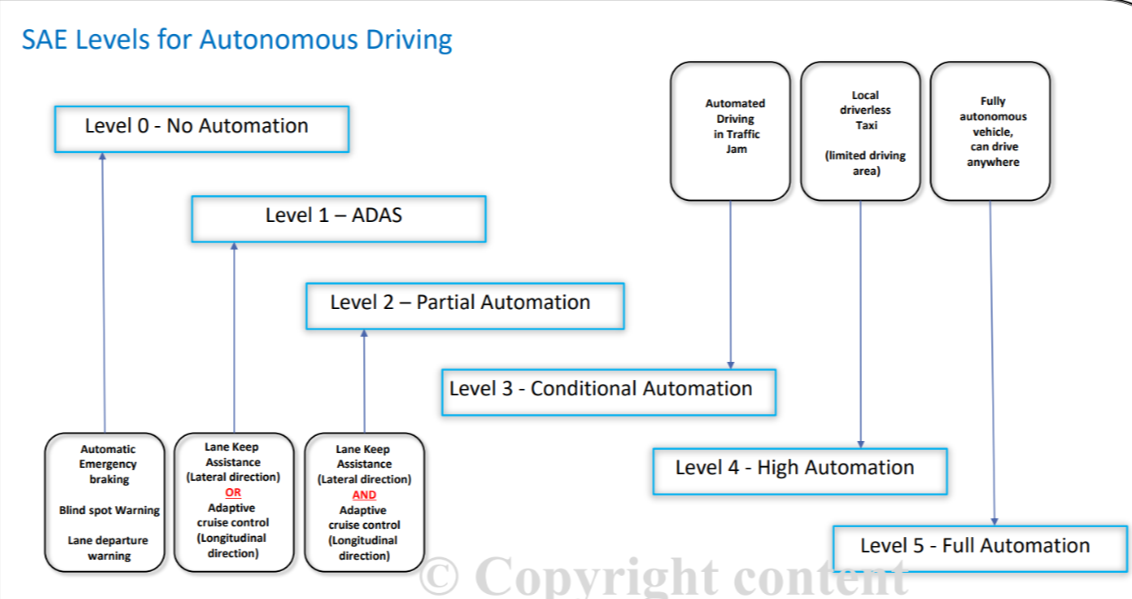 SAE Levels for Autonomous Driving
Level 0 - No Automation
Level 1 – ADAS
Level 2 – Partial Automation
Level 3 - Conditional Automation
Level 4 - High Automation
Level 5 - Full Automation
Automated
Driving
in Traffic
Jam
Local
driverless
Taxi
(limited driving
area)
Fully
autonomous
vehicle,
can drive
anywhere
Automatic
Emergency
braking
Blind spot Warning
Lane departure
warning
Lane Keep
Assistance
(Lateral direction)
OR
Adaptive
cruise control
(Longitudinal
direction)
Lane Keep
Assistance
(Lateral direction)
AND
Adaptive
cruise control
(Longitudinal
direction)
© Copyright content